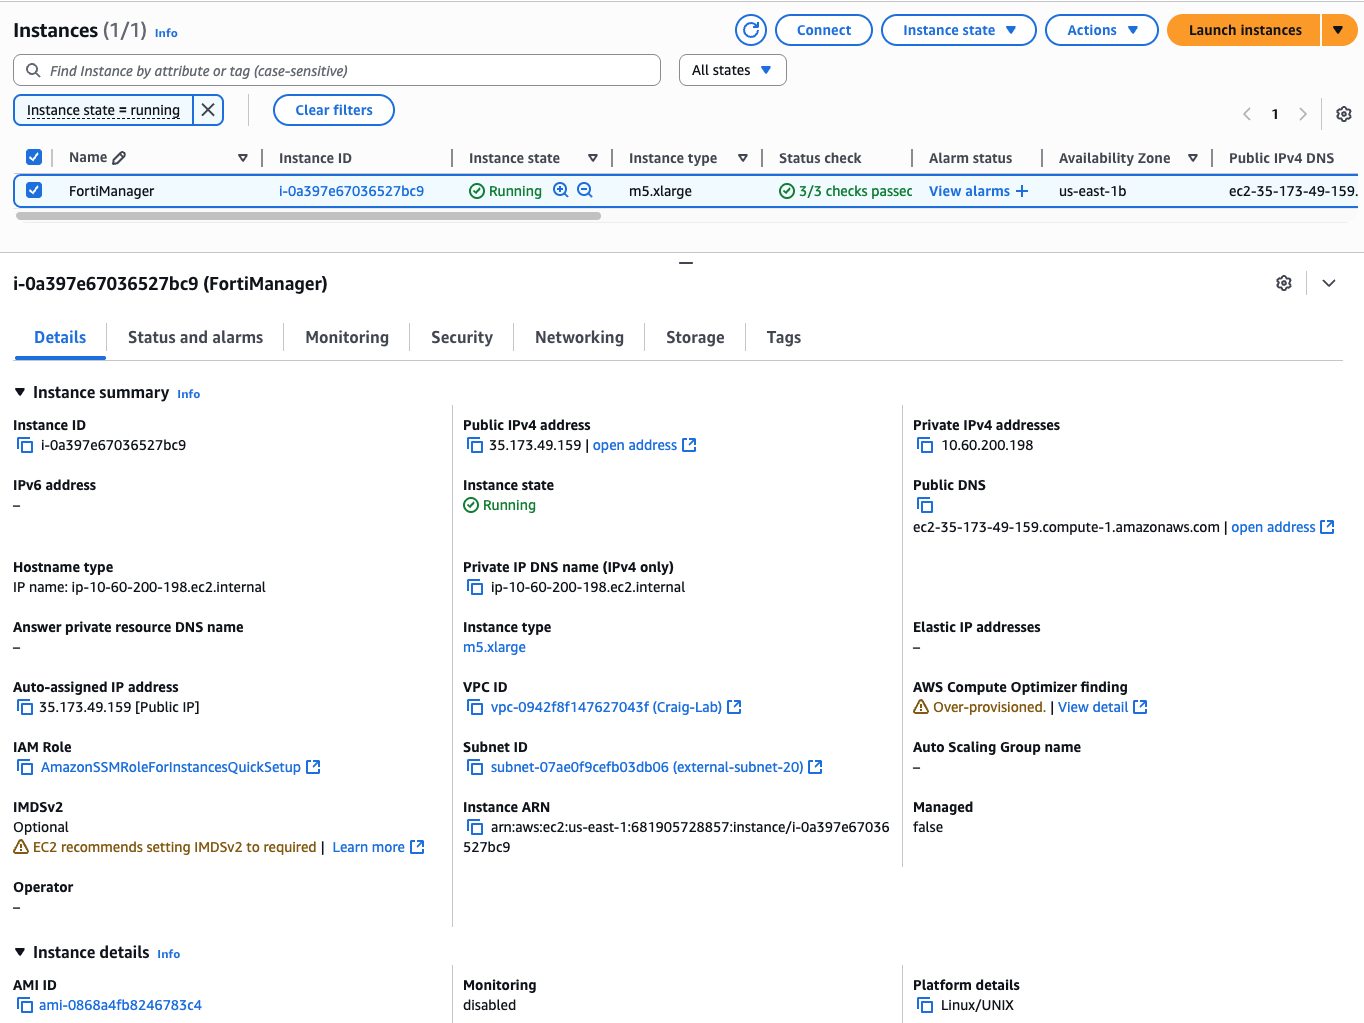 Instances (1/1) Info
Connect
Instance state
Actions
Launch instances
Find Instance by attribute or tag (case-sensitive)
All states
Instance state = running
Clear filters
1
Name Instance ID Instance state Instance type Status check Alarm status Availability Zone Public IPv4 DNS
FortiManager i-0a397e67036527bc9 Running m5.xlarge 3/3 checks passec View alarms + us-east-1b ec2-35-173-49-159.
i-0a397e67036527bc9 (FortiManager)
Details Status and alarms Monitoring Security Networking Storage Tags
Instance summary Info
Instance ID
i-0a397e67036527bc9
Public IPv4 address
35.173.49.159 | open address
Private IPv4 addresses
10.60.200.198
IPv6 address
–
Instance state
Running
Public DNS
ec2-35-173-49-159.compute-1.amazonaws.com | open address
Hostname type
IP name: ip-10-60-200-198.ec2.internal
Private IP DNS name (IPv4 only)
ip-10-60-200-198.ec2.internal
Answer private resource DNS name
–
Instance type
m5.xlarge
Elastic IP addresses
–
Auto-assigned IP address
35.173.49.159 [Public IP]
VPC ID
vpc-0942f8f147627043f (Craig-Lab)
AWS Compute Optimizer finding
Over-provisioned. | View detail
IAM Role
AmazonSSMRoleForInstancesQuickSetup
Subnet ID
subnet-07ae0f9cefb03db06 (external-subnet-20)
Auto Scaling Group name
–
IMDSv2
Optional
EC2 recommends setting IMDSv2 to required | Learn more
Instance ARN
arn:aws:ec2:us-east-1:681905728857:instance/i-0a397e67036
527bc9
Managed
false
Operator
–
Instance details Info
AMI ID
ami-0868a4fb8246783c4
Monitoring
disabled
Platform details
Linux/UNIX